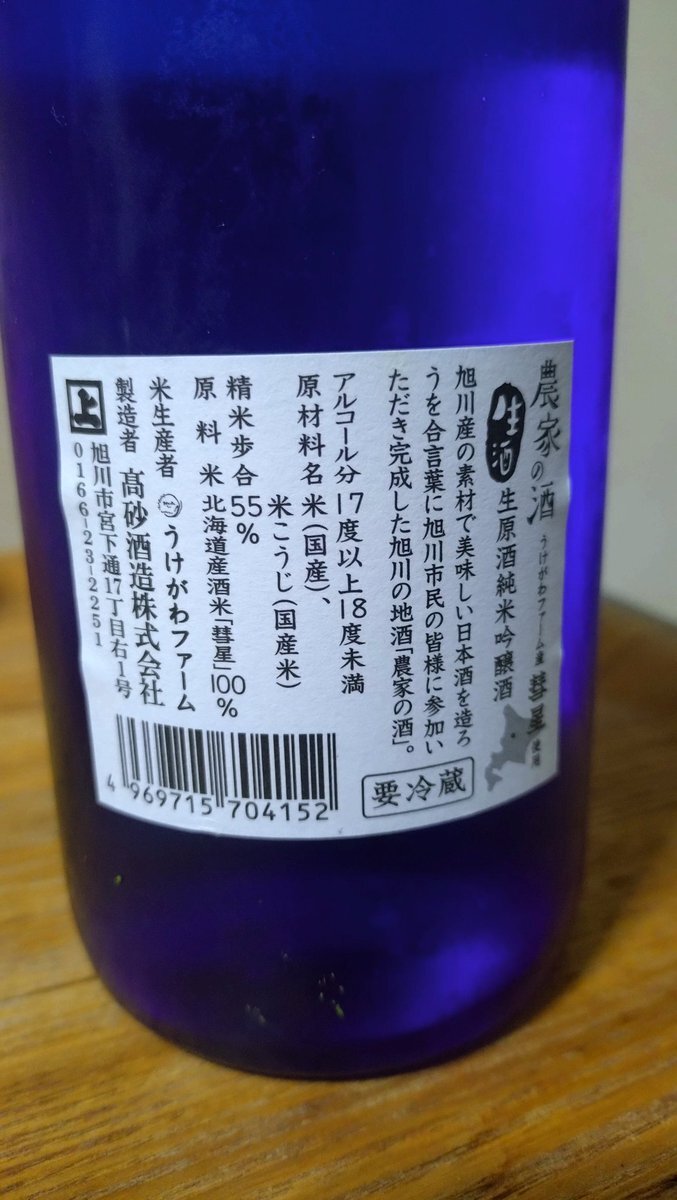 農家の酒 うけがわファーム産 彗星 使用
生酒 生原酒純米吟醸酒
旭川産の素材で美味しい日本酒を造ろ
うを合言葉に旭川市民の皆様に参加い
ただき完成した旭川の地酒「農家の酒」。
要冷蔵
アルコール分 17度以上18度未満
原材料名 米(国産)、
米こうじ(国産米)
精米歩合 55%
原料米 北海道産酒米「彗星」100%
米生産者 うけがわファーム
製造者 髙砂酒造株式会社
上 旭川市宮下通17丁目右1号
0166-23-2251
4 969715 704152